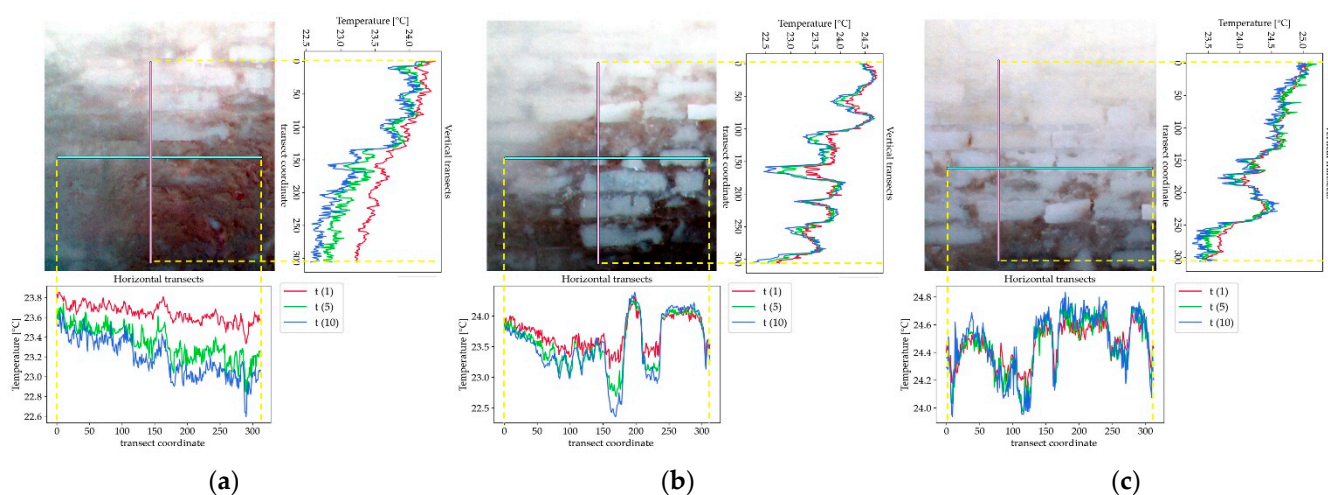 Temperature [°C]
22.5 23.0 23.5 24.0
0 50 100 150 200 250 300
transect coordinate
Vertical transects
Horizontal transects
23.8
23.6
23.4
23.2
23.0
22.8
22.6
Temperature [°C]
0 50 100 150 200 250 300
transect coordinate
t (1)
t (5)
t (10)
(a)
Temperature [°C]
22.5 23.0 23.5 24.0 24.5
0 50 100 150 200 250 300
transect coordinate
Vertical transects
Horizontal transects
24.0
23.5
23.0
22.5
Temperature [°C]
0 50 100 150 200 250 300
transect coordinate
t (1)
t (5)
t (10)
(b)
Temperature [°C]
23.5 24.0 24.5 25.0
0 50 100 150 200 250 300
transect coordinate
Horizontal transects
24.8
24.6
24.4
24.2
24.0
Temperature [°C]
0 50 100 150 200 250 300
transect coordinate
t (1)
t (5)
t (10)
(c)